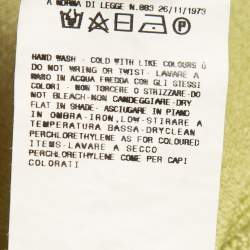 A NORMA DI LEGGE N.883 26/11/1973
HAND WASH - COLD WITH LIKE COLOURS Ü
DO NOT WRING OR TWIST- LAVARE A
MANO IN ACQUA FREDDA CON GLI STESSI
COLORI - NON TORCERE O STRIZZARE-DO
NOT BLEACH-NON CANDEGGIARE-DRY
FLAT IN SHADE- ASCIUGARE IN PIANO
IN OMBRA-IRON,LOW-STIRARE A
TEMPERATURA BASSA-DRYCLEAN
PERCHLORETHYLENE AS FOR COLOURED
ITEMS-LAVARE A SECCO
PERCHLORETHYLENE COME PER CAPI
COLORATI